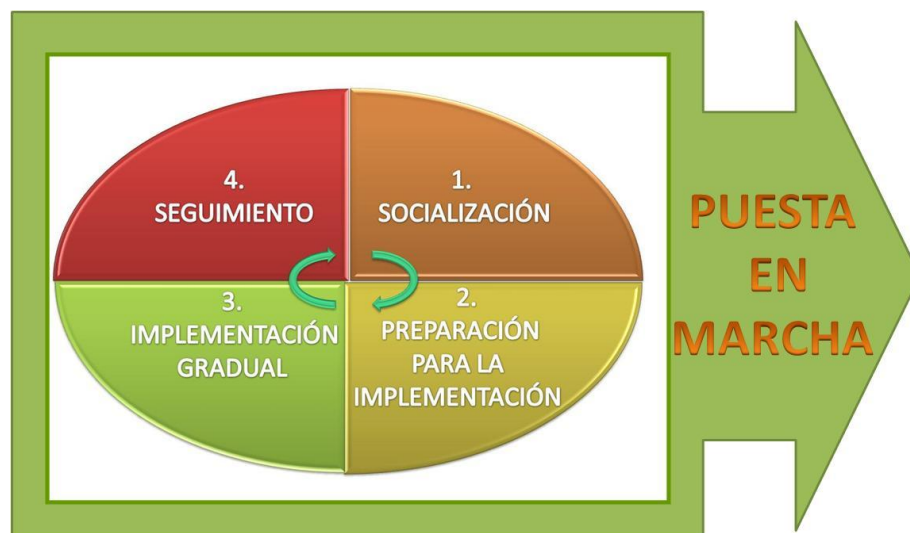 1.
SOCIALIZACIÓN
2.
PREPARACIÓN
PARA LA
IMPLEMENTACIÓN
3.
IMPLEMENTACIÓN
GRADUAL
4.
SEGUIMIENTO
PUESTA
EN
MARCHA